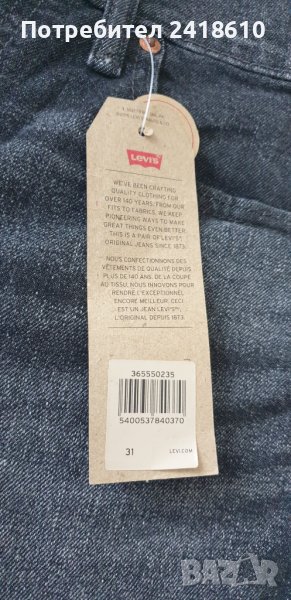 Потребител 2418610
Levi's
WE'VE BEEN CRAFTING
QUALITY CLOTHING FOR
OVER 140 YEARS. FROM OUR
FITS TO FABRICS, WE KEEP
PIONEERING WAYS TO MAKE
GREAT THINGS EVEN BETTER.
THIS IS A PAIR OF LEVI'S®
ORIGINAL JEANS SINCE 1873.
NOUS CONFECTIONNONS DES
VÊTEMENTS DE QUALITÉ DEPUIS
PLUS DE 140 ANS. DE LA COUPE
AU TISSU, NOUS INNOVONS POUR
RENDRE L'EXCEPTIONNEL
ENCORE MEILLEUR. CECI
EST UN JEAN LEVI'S®,
L'ORIGINAL DEPUIS 1873.
365550235
5400537840370
31
LEVI.COM
BAZAR